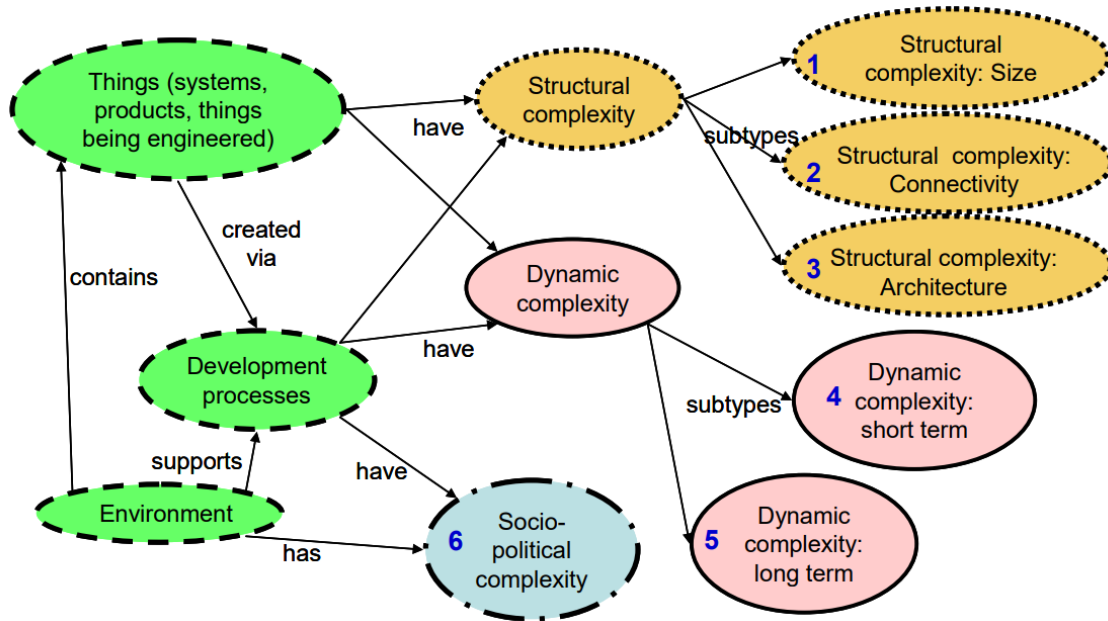 Things (systems,
products, things
being engineered)
have
Structural
complexity
subtypes
1
Structural
complexity: Size
2
Structural complexity:
Connectivity
3
Structural complexity:
Architecture
created
via
contains
Dynamic
complexity
have
Development
processes
subtypes
4
Dynamic
complexity:
short term
supports
have
Environment
has
6
Socio-
political
complexity
5
Dynamic
complexity:
long term